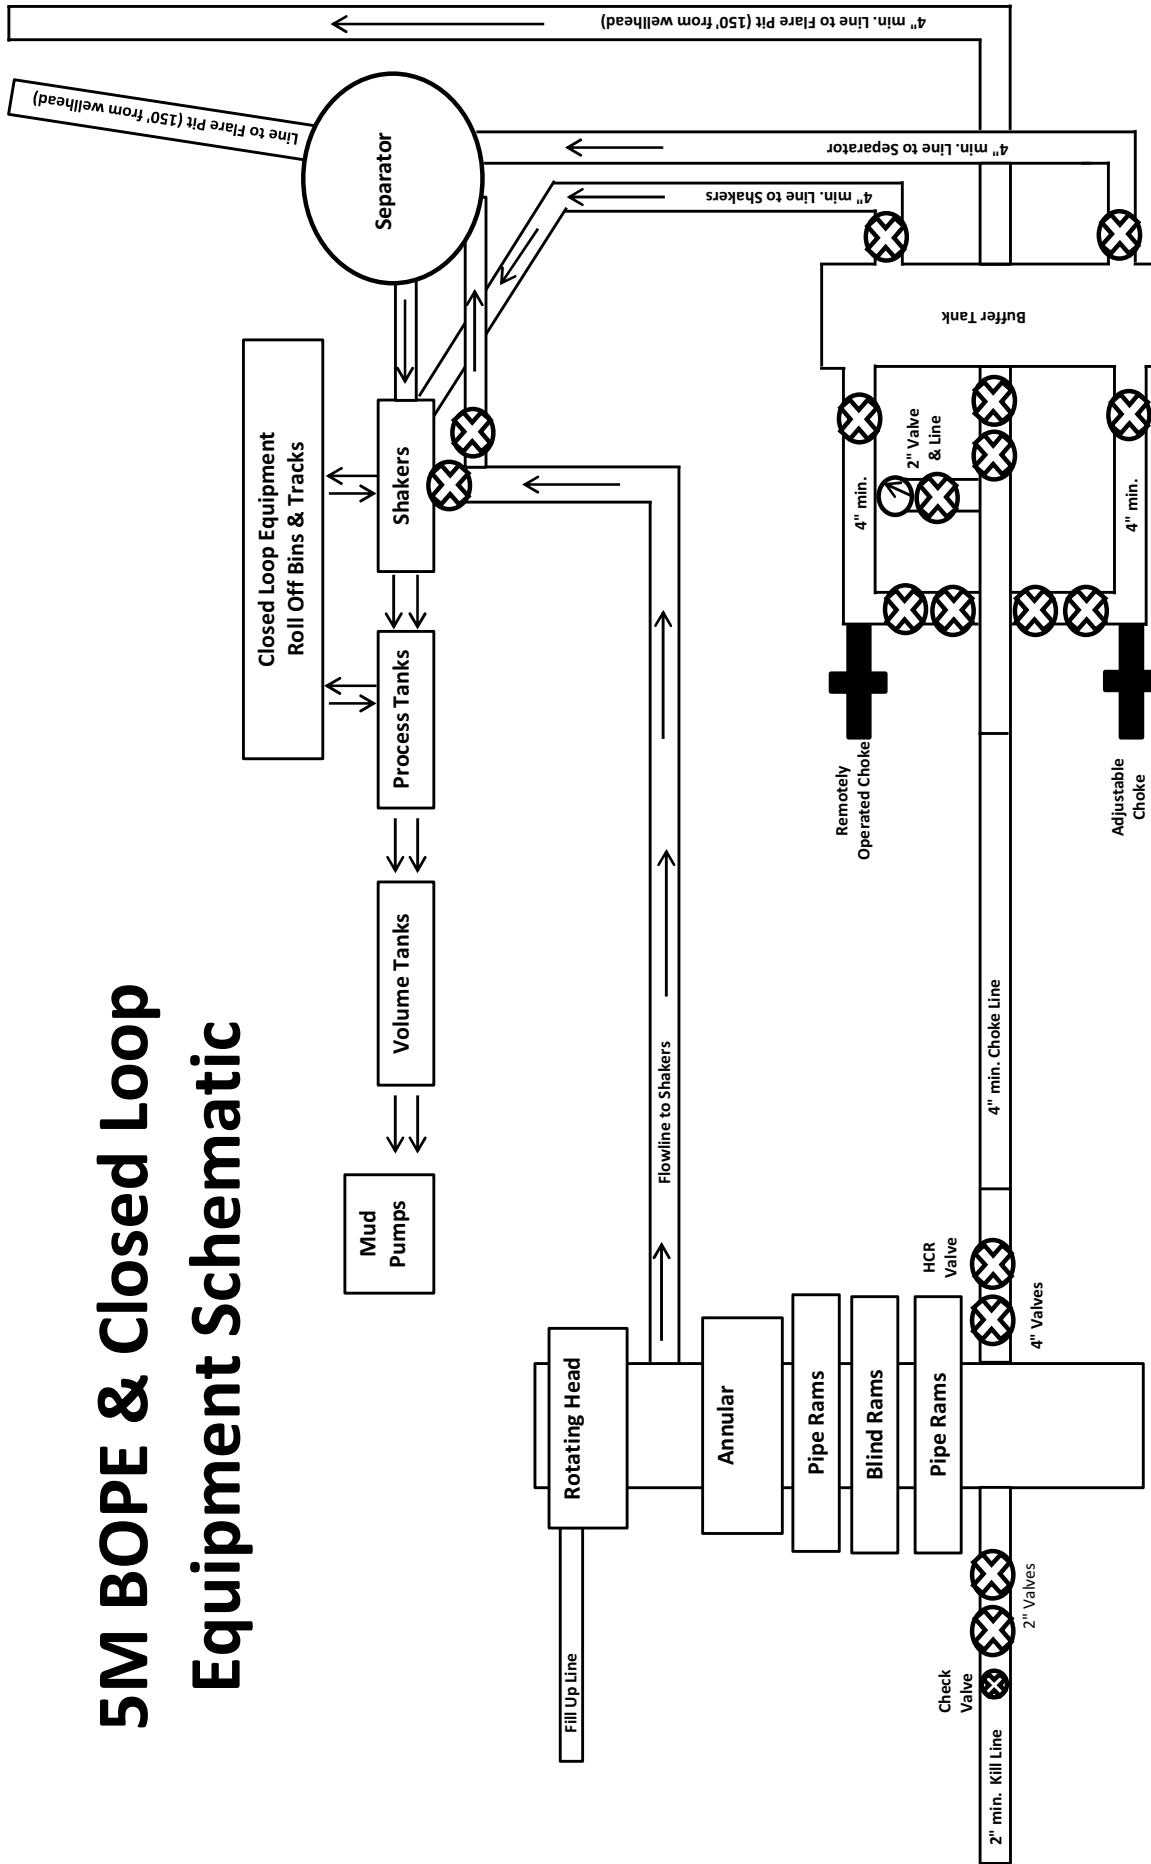 5M BOPE & Closed Loop
Equipment Schematic
Closed Loop Equipment
Roll Off Bins & Tracks
Mud
Pumps
Volume Tanks
Process Tanks
Shakers
Separator
Line to Flare Pit (150' from wellhead)
4" min. Line to Flare Pit (150' from wellhead)
4" min. Line to Separator
4" min. Line to Shakers
Fill Up Line
Rotating Head
Flowline to Shakers
Annular
Pipe Rams
Blind Rams
Pipe Rams
2" min. Kill Line
Check
Valve
2" Valves
HCR
Valve
4" Valves
4" min. Choke Line
Remotely
Operated Choke
Adjustable
Choke
4" min.
2" Valve
& Line
4" min.
Buffer Tank